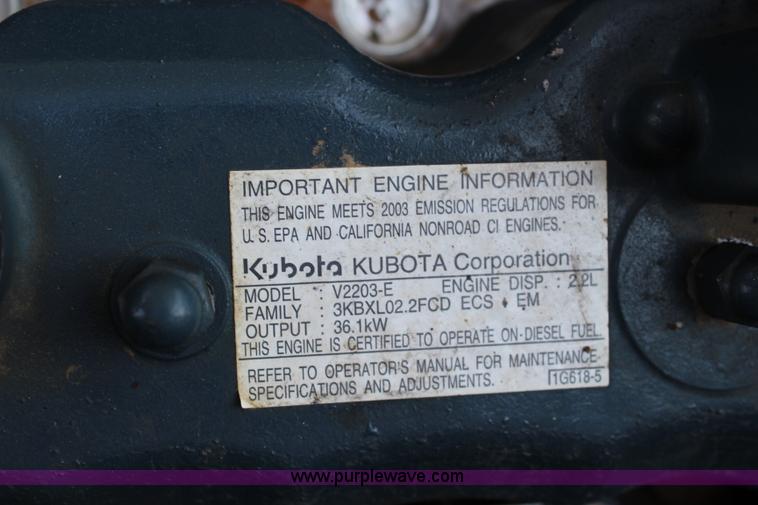 IMPORTANT ENGINE INFORMATION
THIS ENGINE MEETS 2003 EMISSION REGULATIONS FOR
U. S. EPA AND CALIFORNIA NONROAD CI ENGINES.
Kubota KUBOTA Corporation
MODEL : V2203-E ENGINE DISP. : 2.2L
FAMILY : 3KBXL02.2FCD ECS : EM
OUTPUT : 36.1kW
THIS ENGINE IS CERTIFIED TO OPERATE ON-DIESEL FUEL
REFER TO OPERATOR'S MANUAL FOR MAINTENANCE
SPECIFICATIONS AND ADJUSTMENTS. 1G618-5
www.purplewave.com